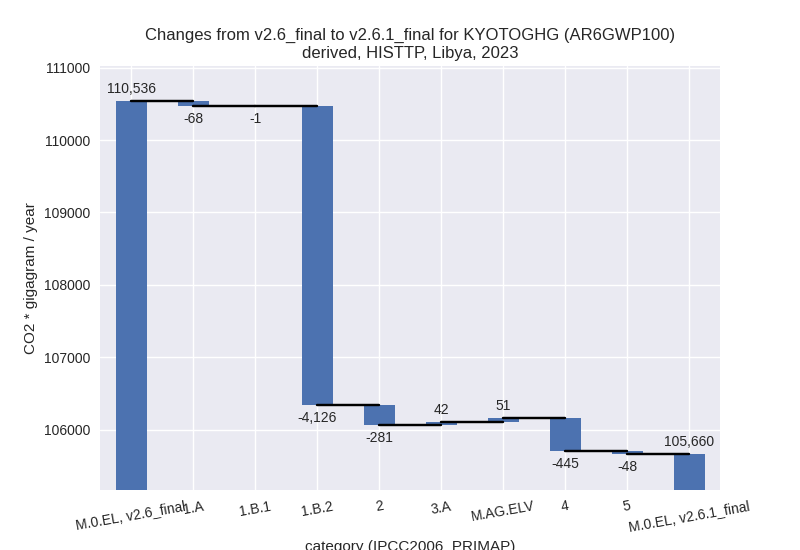 Changes from v2.6_final to v2.6.1_final for KYOTOGHG (AR6GWP100)
derived, HISTTP, Libya, 2023
CO2 * gigagram / year
111000
110000
109000
108000
107000
106000
110,536
-68
-1
-4,126
-281
42
51
-445
-48
105,660
M.0.EL, v2.6_final
1.A
1.B.1
1.B.2
2
3.A
M.AG.ELV
4
5
M.0.EL, v2.6.1_final
category (IPCC2006_PRIMAP)